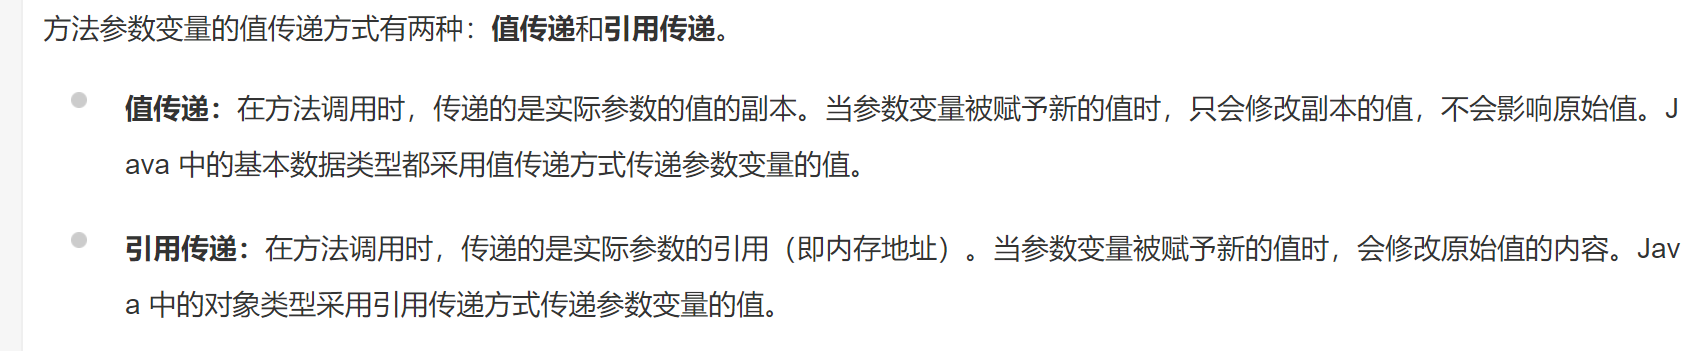 方法参数变量的值传递方式有两种：值传递和引用传递。
值传递：在方法调用时，传递的是实际参数的值的副本。当参数变量被赋予新的值时，只会修改副本的值，不会影响原始值。J
ava 中的基本数据类型都采用值传递方式传递参数变量的值。
引用传递：在方法调用时，传递的是实际参数的引用（即内存地址）。当参数变量被赋予新的值时，会修改原始值的内容。Jav
a 中的对象类型采用引用传递方式传递参数变量的值。